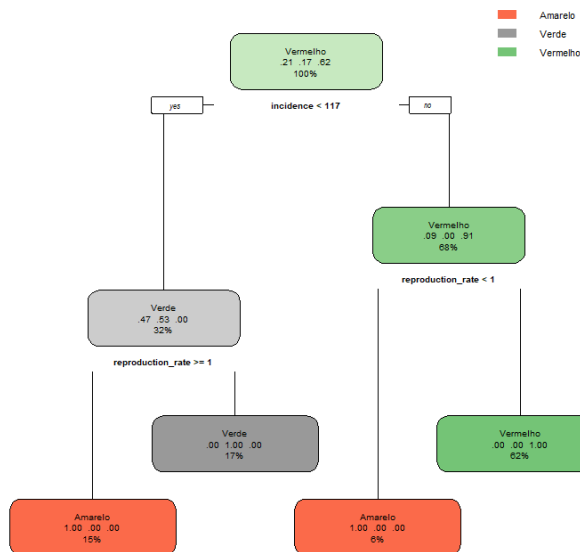 Amarelo
Verde
Vermelho
Vermelho
.21 .17 .62
100%
yes
incidence < 117
no
Vermelho
.09 .00 .91
68%
reproduction_rate < 1
Verde
.47 .53 .00
32%
reproduction_rate >= 1
Verde
.00 1.00 .00
17%
Vermelho
.00 .00 1.00
62%
Amarelo
1.00 .00 .00
15%
Amarelo
1.00 .00 .00
6%